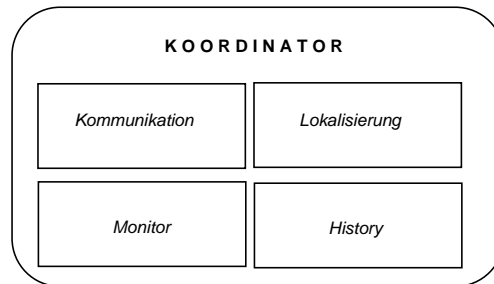 KOORDINATOR
Kommunikation
Lokalisierung
Monitor
History